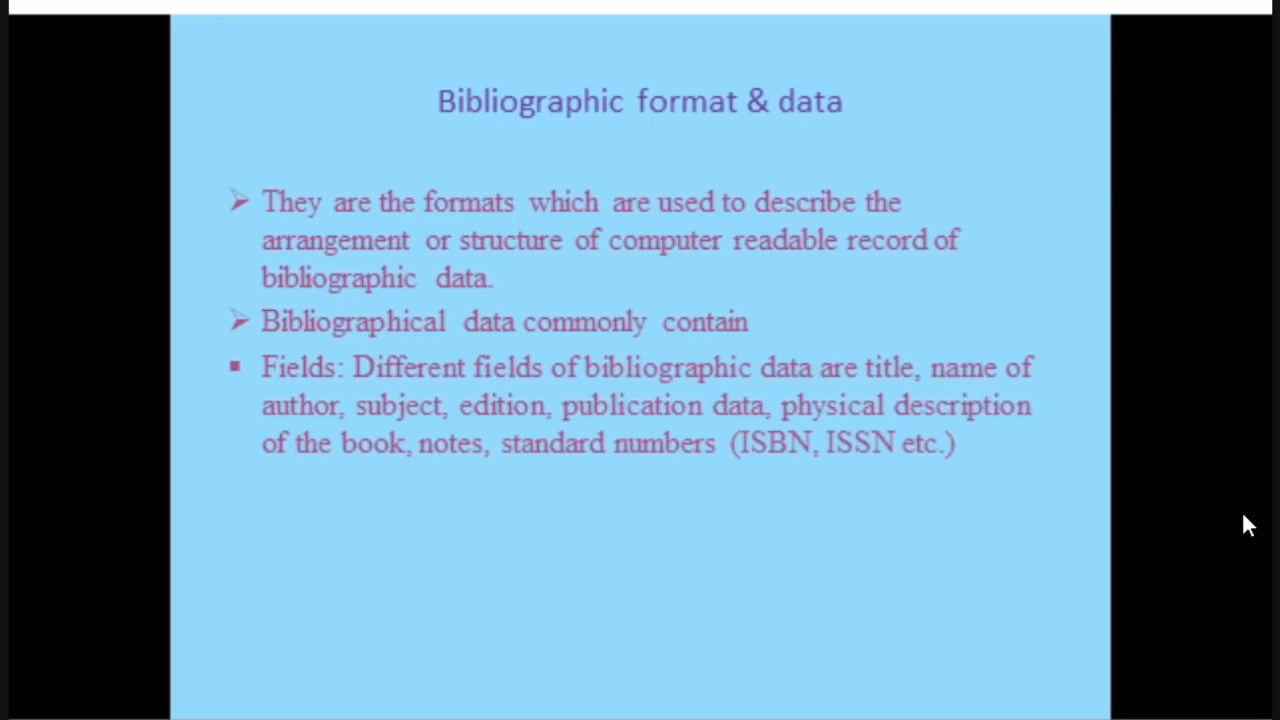 Bibliographic format & data
They are the formats which are used to describe the
arrangement or structure of computer readable record of
bibliographic data.
Bibliographical data commonly contain
Fields: Different fields of bibliographic data are title, name of
author, subject, edition, publication data, physical description
of the book, notes, standard numbers (ISBN, ISSN etc.)